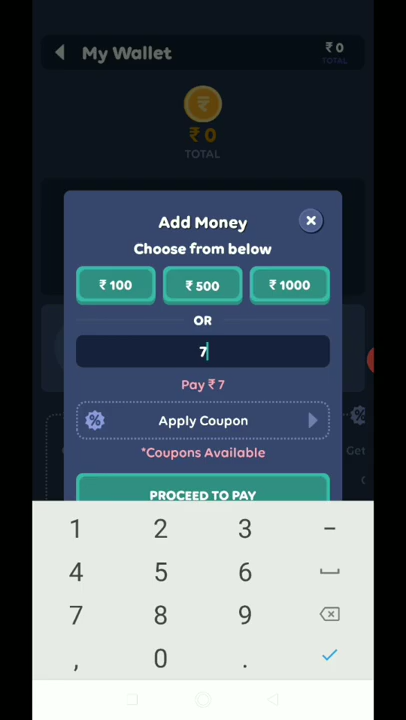 My Wallet
₹ 0
TOTAL
₹ 0
TOTAL
Add Money
Choose from below
₹ 100
₹ 500
₹ 1000
OR
7
Pay ₹ 7
Apply Coupon
*Coupons Available
Get
PROCEED TO PAY
1 2 3 -
4 5 6
7 8 9
, 0 .